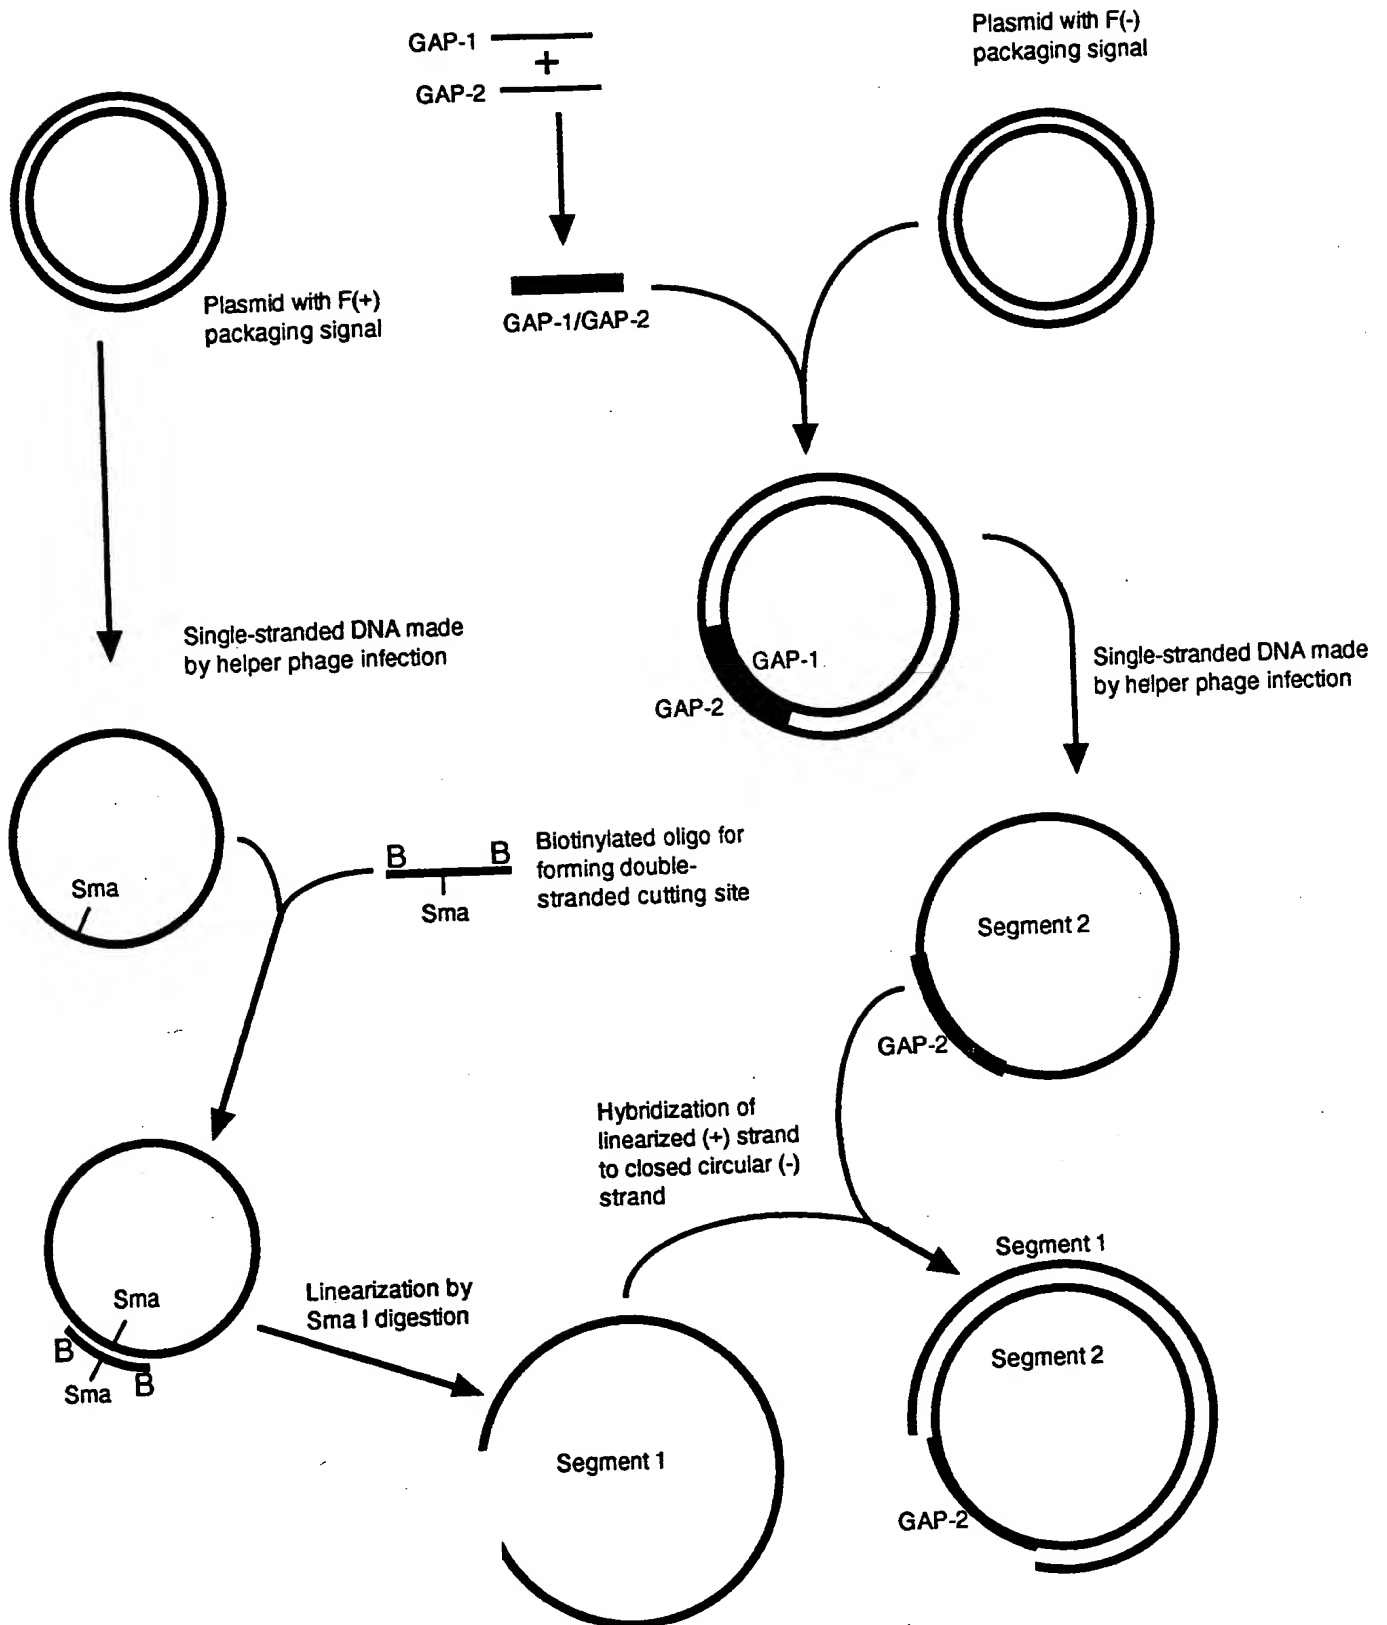 GAP-1
+
GAP-2
Plasmid with F(-)
packaging signal
Plasmid with F(+)
packaging signal
GAP-1/GAP-2
GAP-1
GAP-2
Single-stranded DNA made
by helper phage infection
Single-stranded DNA made
by helper phage infection
Sma
B B
Sma
Biotinylated oligo for
forming double-
stranded cutting site
Segment 2
GAP-2
Hybridization of
linearized (+) strand
to closed circular (-)
strand
Sma
B
Sma
B
Linearization by
Sma I digestion
Segment 1
Segment 1
Segment 2
GAP-2